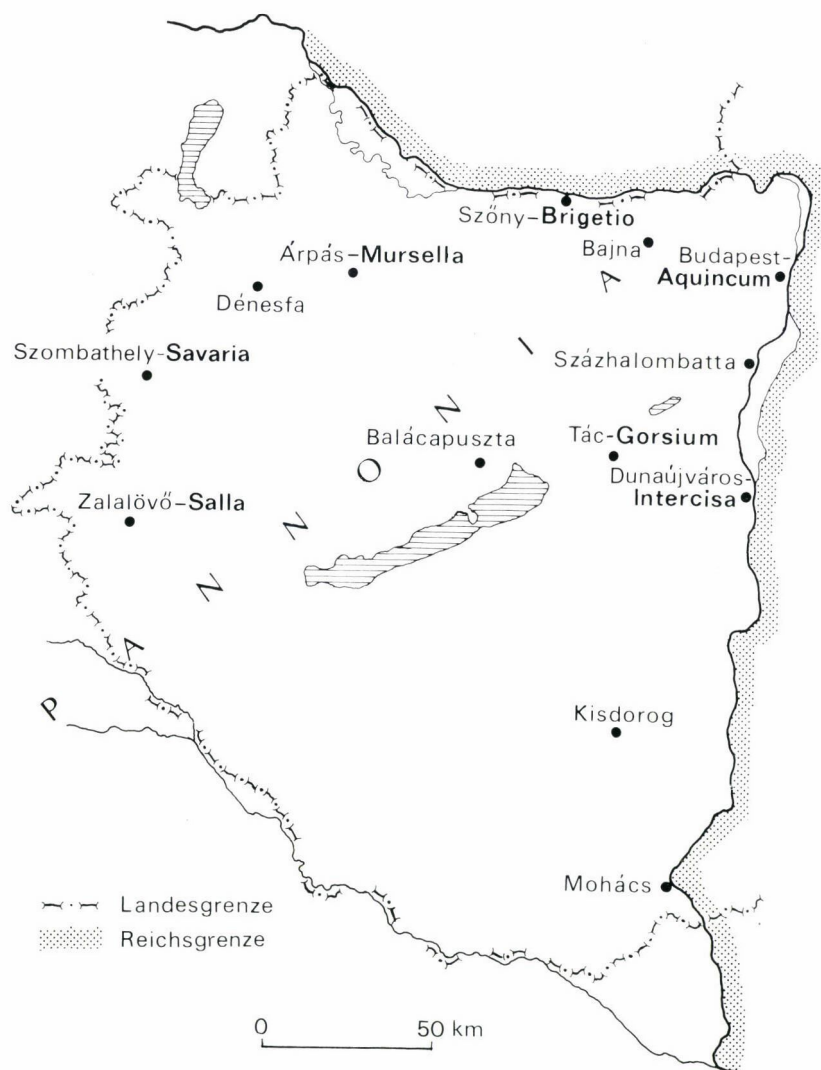 Szőny–Brigetio
Bajna
Budapest-
Aquincum
Árpás–Mursella
Dénesfa
Szombathely-Savaria
Százhalombatta
Balácapuszta
Tác-Gorsium
Dunaújváros-
Intercisa
Zalalövő–Salla
PANNONIA
Kisdorog
Mohács
Landesgrenze
Reichsgrenze
0 50 km